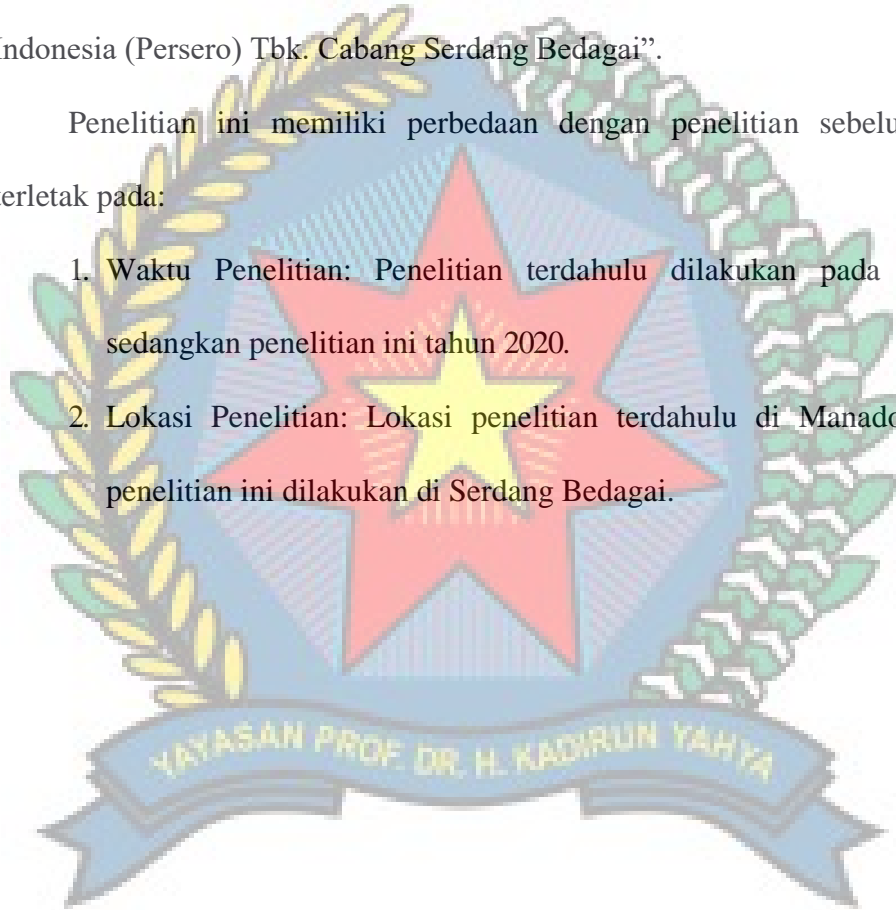 Indonesia (Persero) Tbk. Cabang Serdang Bedagai”.
Penelitian ini memiliki perbedaan dengan penelitian
terletak pada:
1. Waktu Penelitian: Penelitian terdahulu dilakukan pada
sedangkan penelitian ini tahun 2020.
2. Lokasi Penelitian: Lokasi penelitian terdahulu di Manado
penelitian ini dilakukan di Serdang Bedagai.
YAYASAN PROF. DR. H. KADIRUN YAHYA